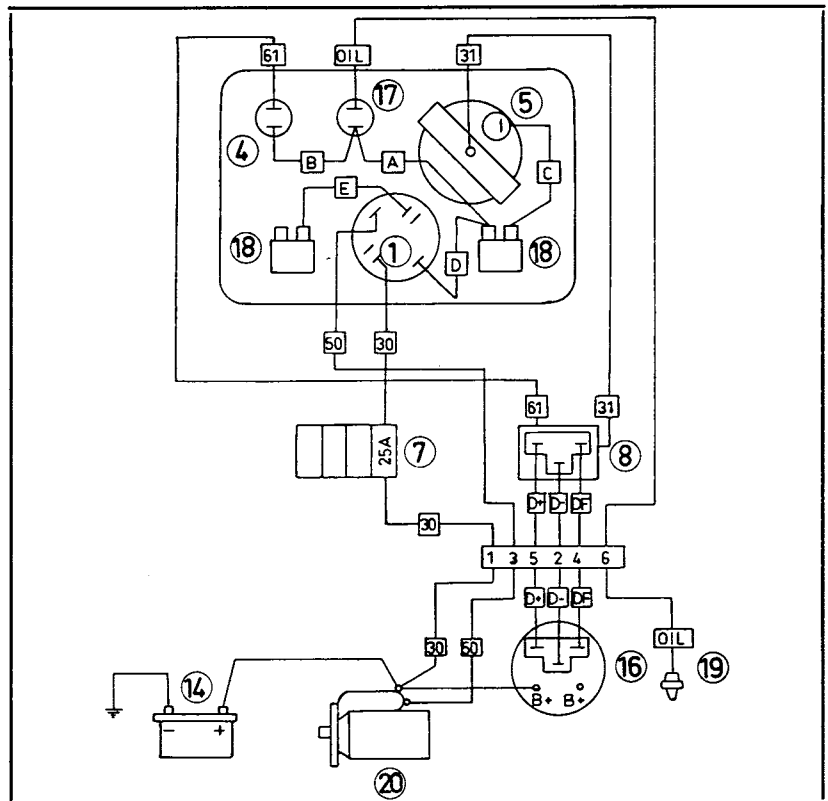 61 OIL 31
17 5
4 B A C
E
18 1 D 18
50 30
61 31
25A 7 8
D+ D- DF
30
1 3 5 2 4 6
D+ D- DF
30 50 OIL
14 16 19
B+ B+
- +
20